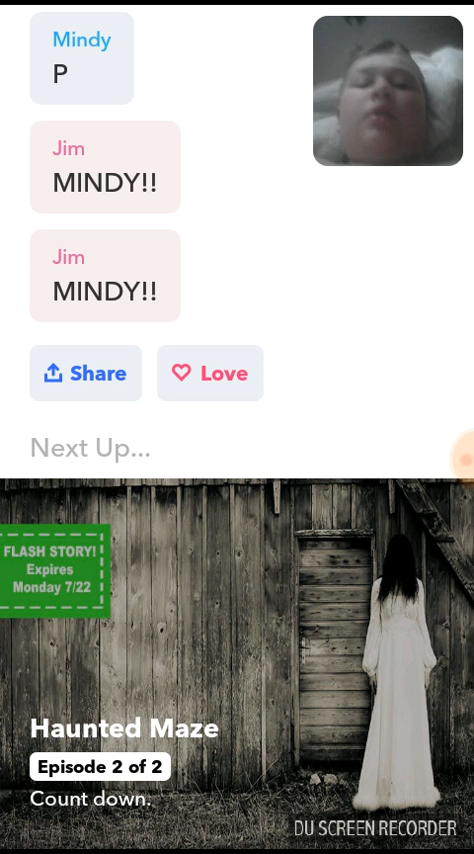 Mindy
P
Jim
MINDY!!
Jim
MINDY!!
Share
Love
Next Up...
FLASH STORY!
Expires
Monday 7/22
Haunted Maze
Episode 2 of 2
Count down.
DU SCREEN RECORDER